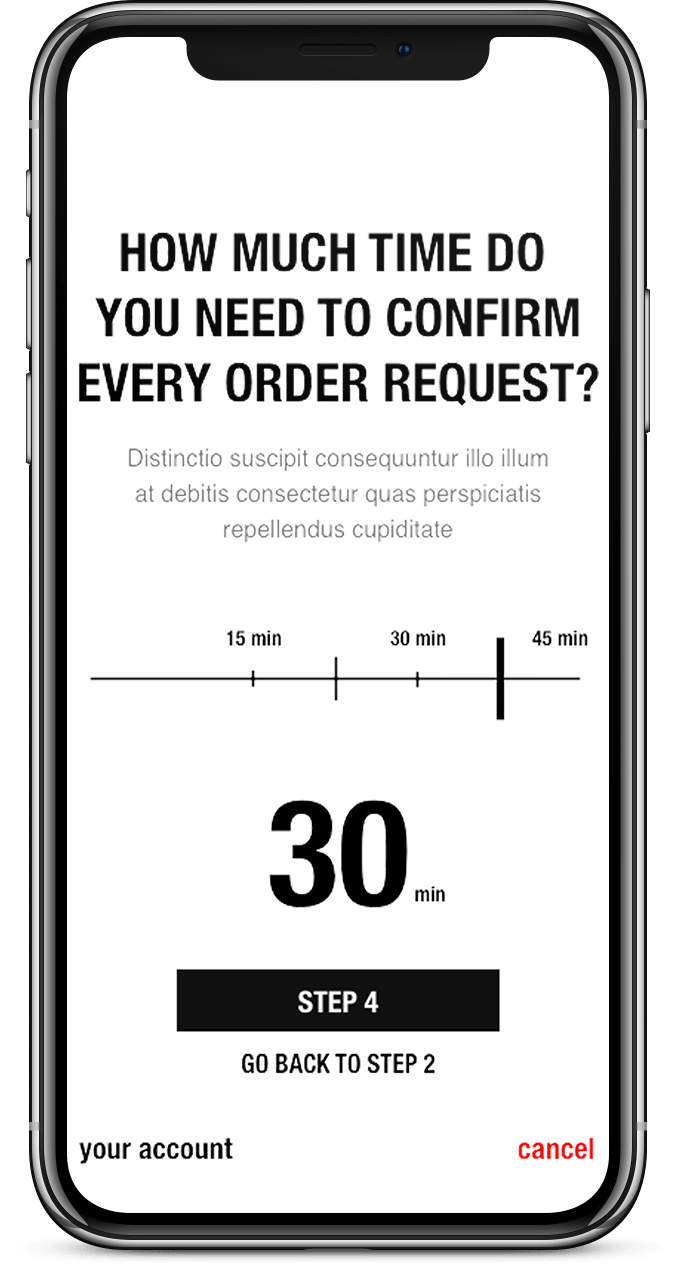 HOW MUCH TIME DO
YOU NEED TO CONFIRM
EVERY ORDER REQUEST?
Distinctio suscipit consequuntur illo illum
at debitis consectetur quas perspiciatis
repellendus cupiditate
15 min 30 min 45 min
30 min
STEP 4
GO BACK TO STEP 2
your account cancel